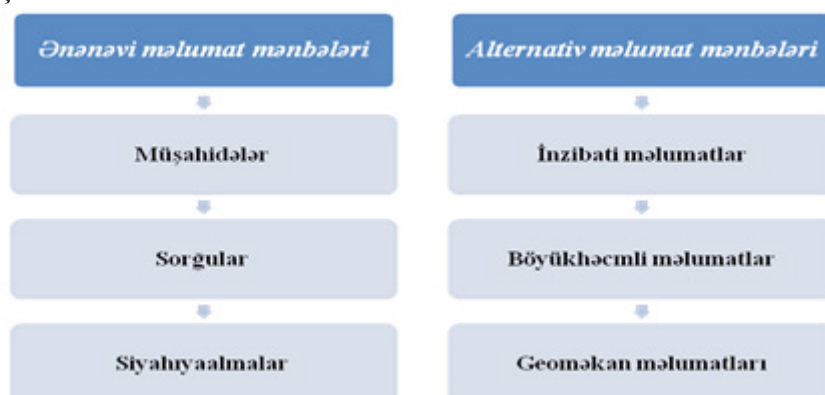 Ənənəvi məlumat mənbələri
Müşahidələr
Sorğular
Siyahıyaalmalar
Alternativ məlumat mənbələri
İnzibati məlumatlar
Böyükhəcmli məlumatlar
Geoməkan məlumatları